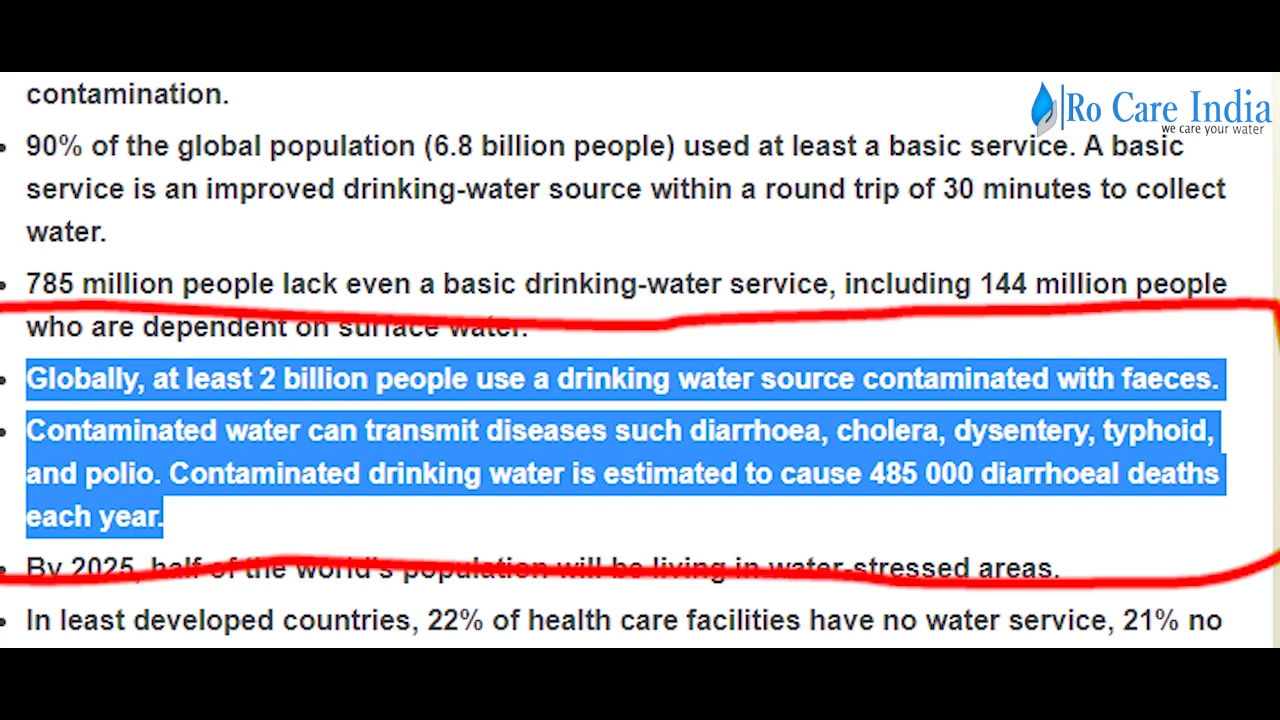 contamination.
Ro Care India
we care your water
• 90% of the global population (6.8 billion people) used at least a basic service. A basic
service is an improved drinking-water source within a round trip of 30 minutes to collect
water.
• 785 million people lack even a basic drinking-water service, including 144 million people
who are dependent on surface water.
• Globally, at least 2 billion people use a drinking water source contaminated with faeces.
• Contaminated water can transmit diseases such diarrhoea, cholera, dysentery, typhoid,
and polio. Contaminated drinking water is estimated to cause 485 000 diarrhoeal deaths
each year.
• By 2025, half of the world's population will be living in water-stressed areas.
• In least developed countries, 22% of health care facilities have no water service, 21% no